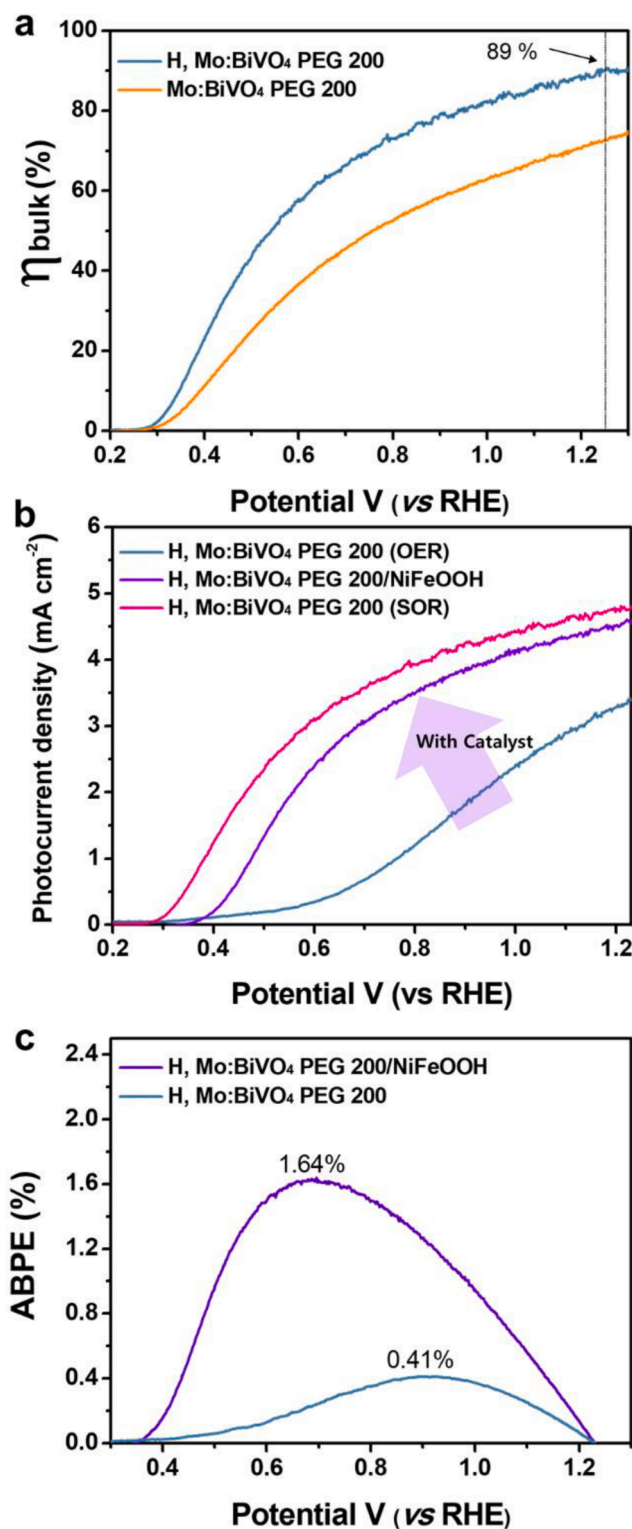 a
100
80
60
40
20
0
ηbulk (%)
H, Mo:BiVO₄ PEG 200
Mo:BiVO₄ PEG 200
89 %
0.2 0.4 0.6 0.8 1.0 1.2
Potential V (vs RHE)
b
6
5
4
3
2
1
0
Photocurrent density (mA cm⁻²)
H, Mo:BiVO₄ PEG 200 (OER)
H, Mo:BiVO₄ PEG 200/NiFeOOH
H, Mo:BiVO₄ PEG 200 (SOR)
With Catalyst
0.2 0.4 0.6 0.8 1.0 1.2
Potential V (vs RHE)
c
2.4
2.0
1.6
1.2
0.8
0.4
0.0
ABPE (%)
H, Mo:BiVO₄ PEG 200/NiFeOOH
H, Mo:BiVO₄ PEG 200
1.64%
0.41%
0.4 0.6 0.8 1.0 1.2
Potential V (vs RHE)